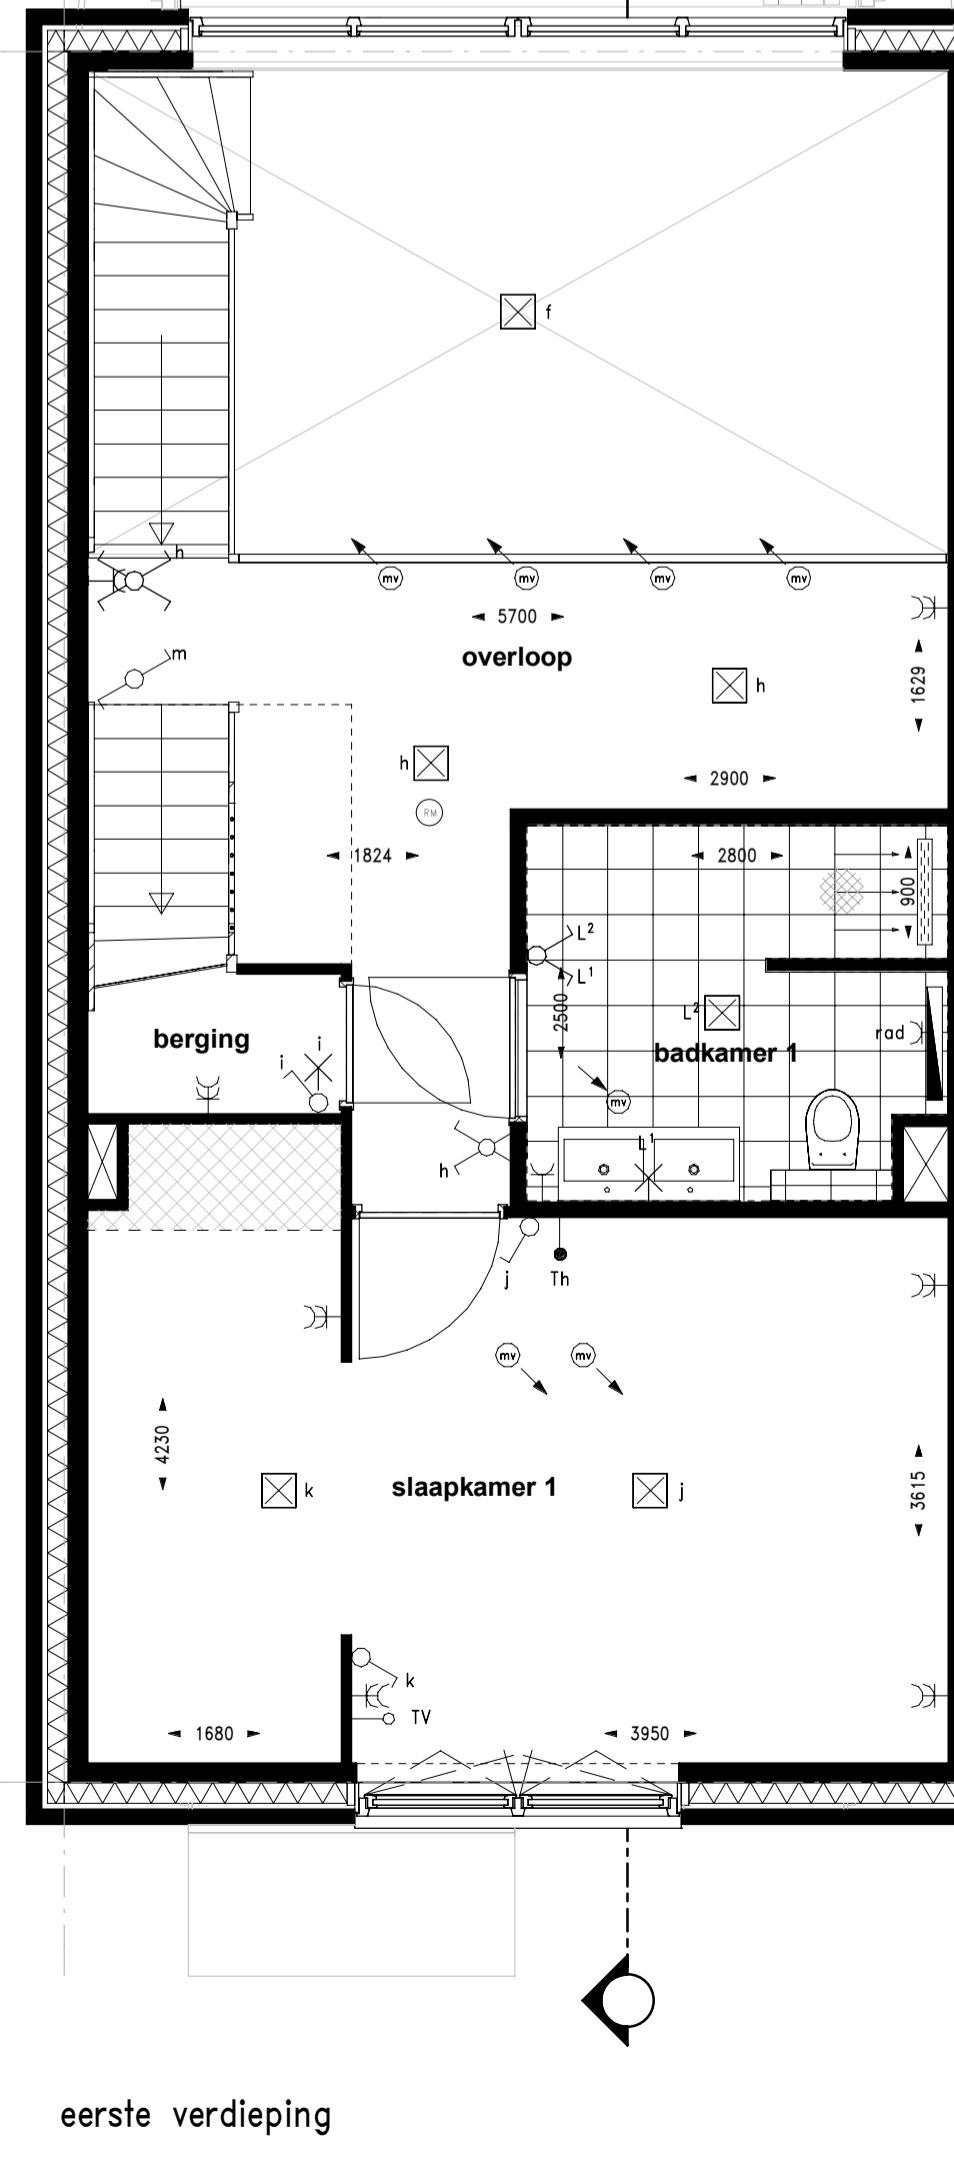 f
h
mv mv mv mv
5700
overloop
m
1629
h
h
2900
RM
1824
2800
900
L²
L¹
2500
L²
berging
i
i
rad
badkamer 1
mv
L¹
h
j
Th
mv mv
4230
3615
k
slaapkamer 1
j
k
TV
1680
3950
eerste verdieping